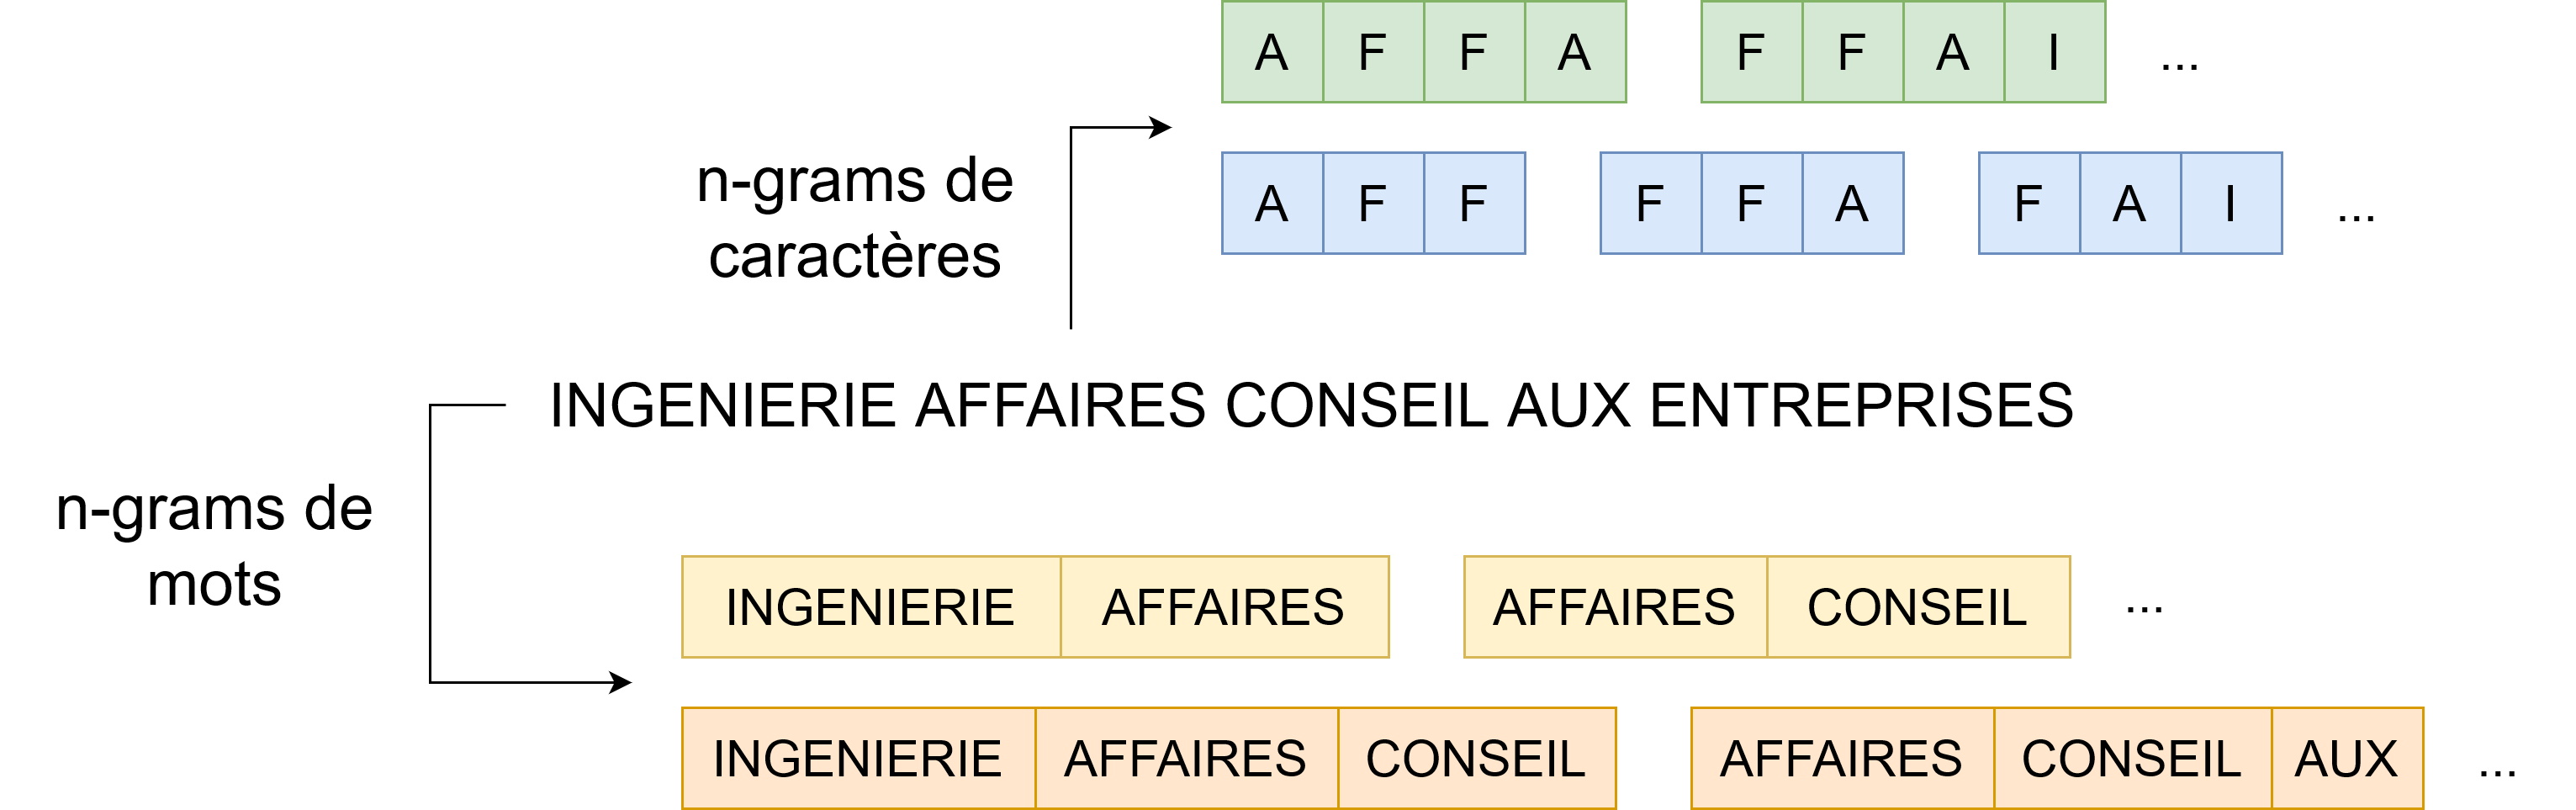 A F F A F F A I ...
A F F F F A F A I ...
n-grams de
caractères
INGENIERIE AFFAIRES CONSEIL AUX ENTREPRISES
n-grams de
mots
INGENIERIE AFFAIRES AFFAIRES CONSEIL ...
INGENIERIE AFFAIRES CONSEIL AFFAIRES CONSEIL AUX ...